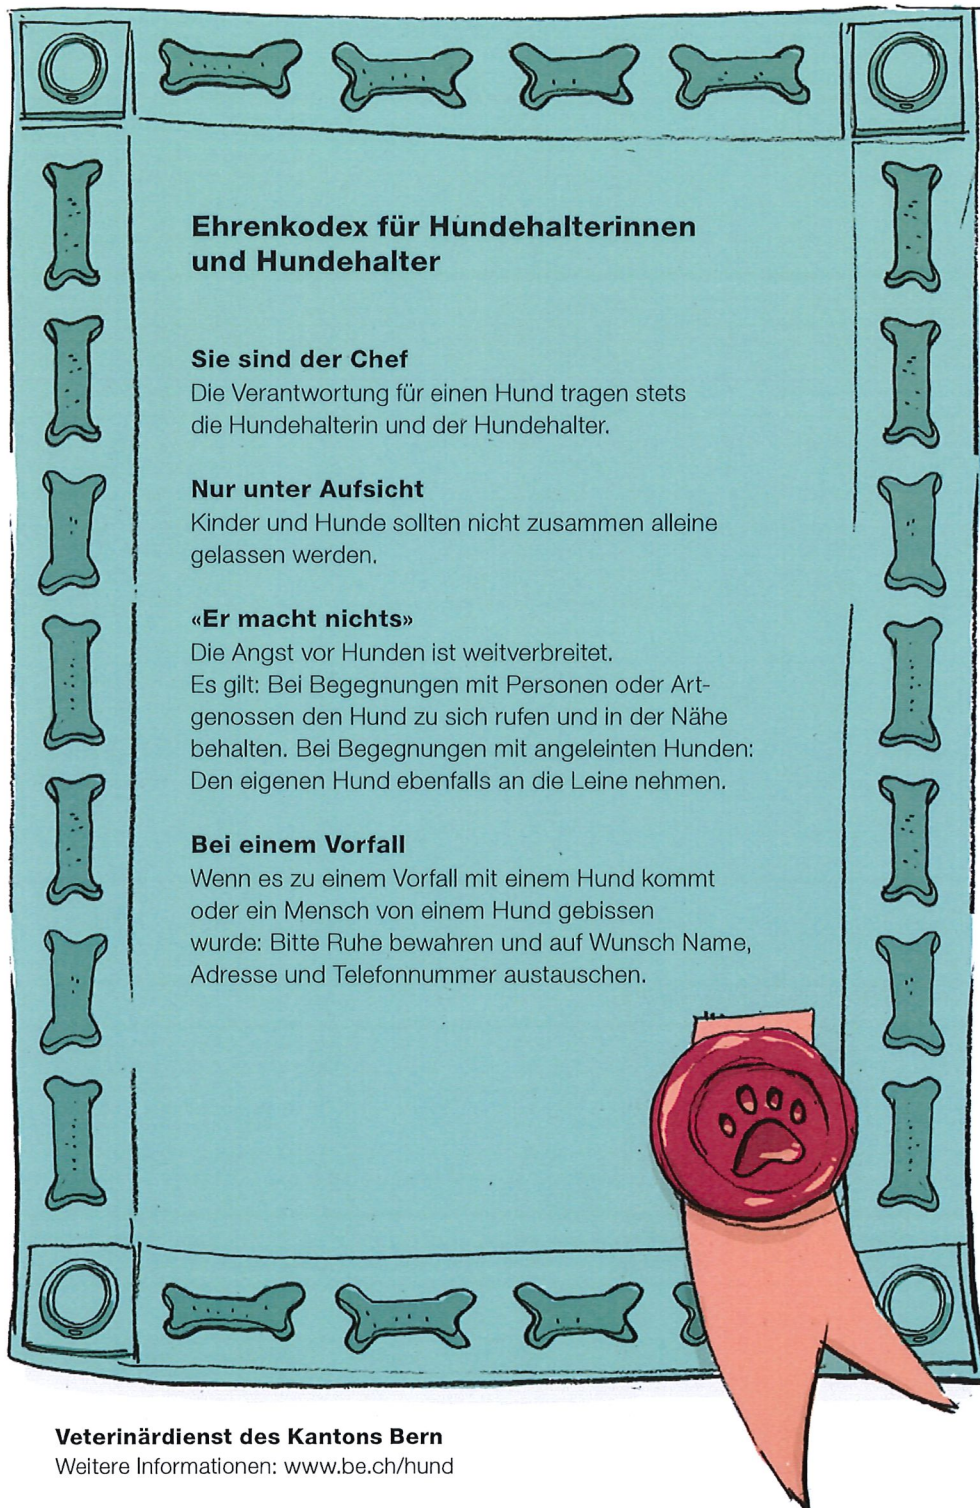 Ehrenkodex für Hundehalterinnen
und Hundehalter
Sie sind der Chef
Die Verantwortung für einen Hund tragen stets
die Hundehalterin und der Hundehalter.
Nur unter Aufsicht
Kinder und Hunde sollten nicht zusammen alleine
gelassen werden.
«Er macht nichts»
Die Angst vor Hunden ist weitverbreitet.
Es gilt: Bei Begegnungen mit Personen oder Art-
genossen den Hund zu sich rufen und in der Nähe
behalten. Bei Begegnungen mit angeleinten Hunden:
Den eigenen Hund ebenfalls an die Leine nehmen.
Bei einem Vorfall
Wenn es zu einem Vorfall mit einem Hund kommt
oder ein Mensch von einem Hund gebissen
wurde: Bitte Ruhe bewahren und auf Wunsch Name,
Adresse und Telefonnummer austauschen.
Veterinärdienst des Kantons Bern
Weitere Informationen: www.be.ch/hund